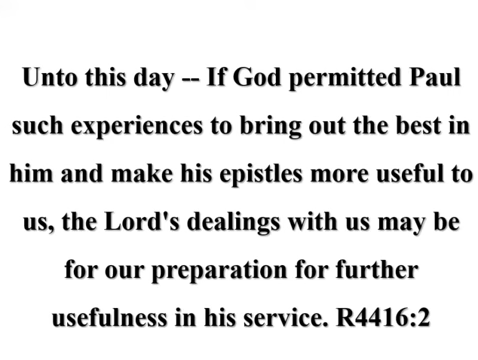 Unto this day -- If God permitted Paul
such experiences to bring out the best in
him and make his epistles more useful to
us, the Lord's dealings with us may be
for our preparation for further
usefulness in his service. R4416:2